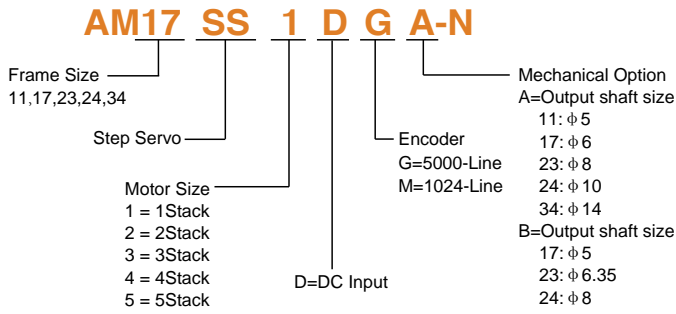 AM17 SS 1 D G A-N
Frame Size
11,17,23,24,34
Step Servo
Motor Size
1 = 1Stack
2 = 2Stack
3 = 3Stack
4 = 4Stack
5 = 5Stack
D=DC Input
Encoder
G=5000-Line
M=1024-Line
Mechanical Option
A=Output shaft size
11: ϕ5
17: ϕ6
23: ϕ8
24: ϕ10
34: ϕ14
B=Output shaft size
17: ϕ5
23: ϕ6.35
24: ϕ8